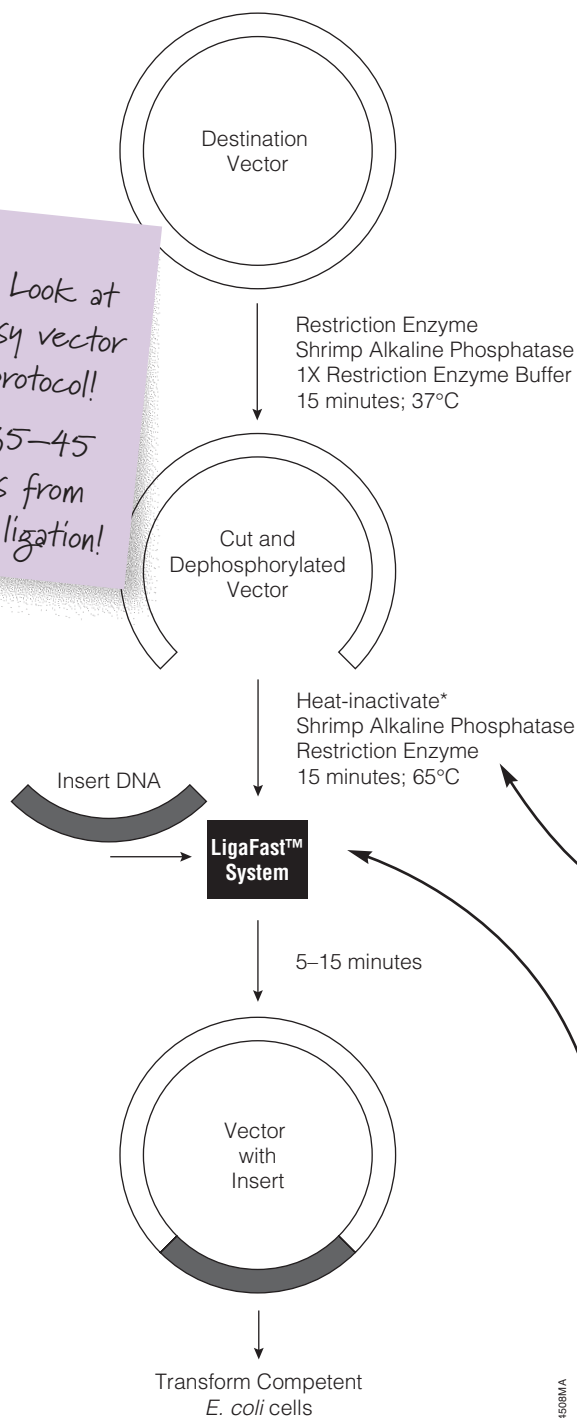 Destination
Vector
Look at
vector
protocol!
35–45
from
ligation!
Restriction Enzyme
Shrimp Alkaline Phosphatase
1X Restriction Enzyme Buffer
15 minutes; 37°C
Cut and
Dephosphorylated
Vector
Heat-inactivate*
Shrimp Alkaline Phosphatase
Restriction Enzyme
15 minutes; 65°C
Insert DNA
LigaFast™
System
5–15 minutes
Vector
with
Insert
Transform Competent
E. coli cells
4508MA